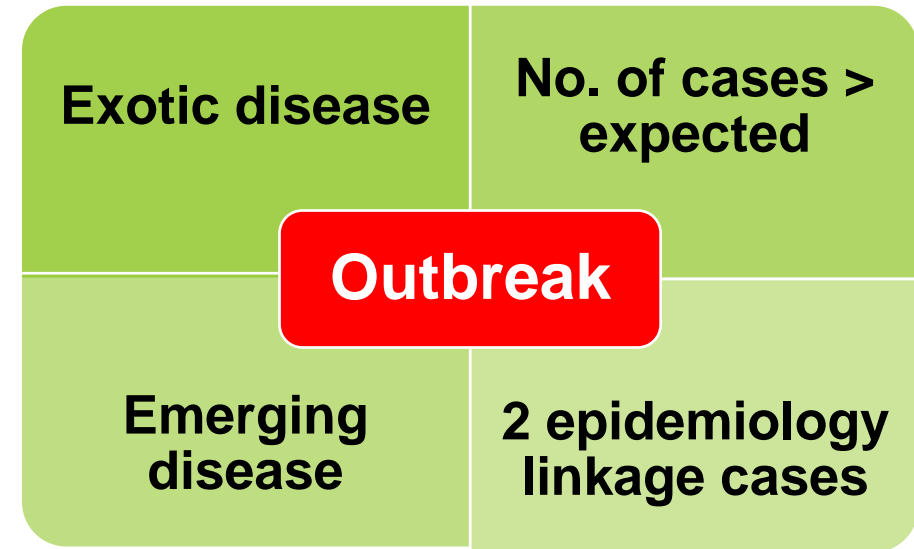 Exotic disease
No. of cases >
expected
Outbreak
Emerging
disease
2 epidemiology
linkage cases